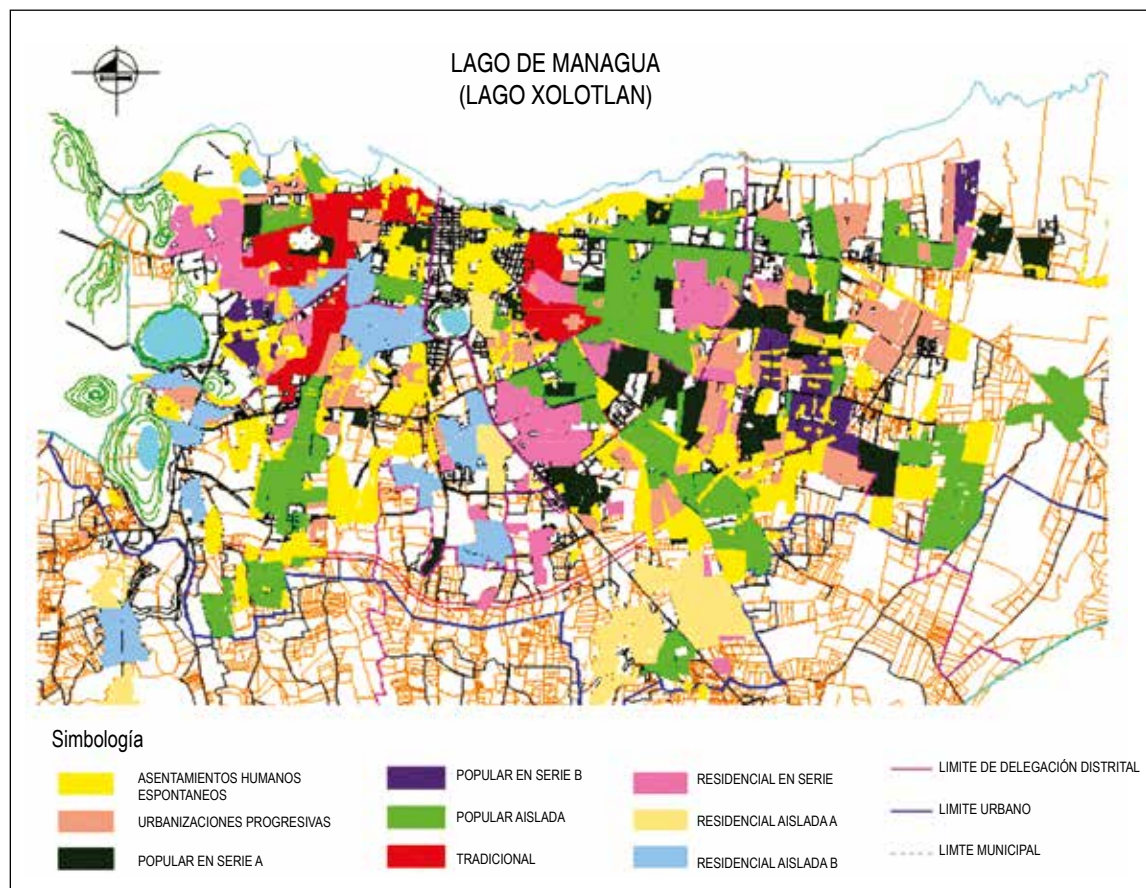 LAGO DE MANAGUA
(LAGO XOLOTLAN)
Simbología
ASENTAMIENTOS HUMANOS
ESPONTANEOS
URBANIZACIONES PROGRESIVAS
POPULAR EN SERIE A
POPULAR EN SERIE B
POPULAR AISLADA
TRADICIONAL
RESIDENCIAL EN SERIE
RESIDENCIAL AISLADA A
RESIDENCIAL AISLADA B
LIMITE DE DELEGACIÓN DISTRITAL
LIMITE URBANO
LIMTE MUNICIPAL